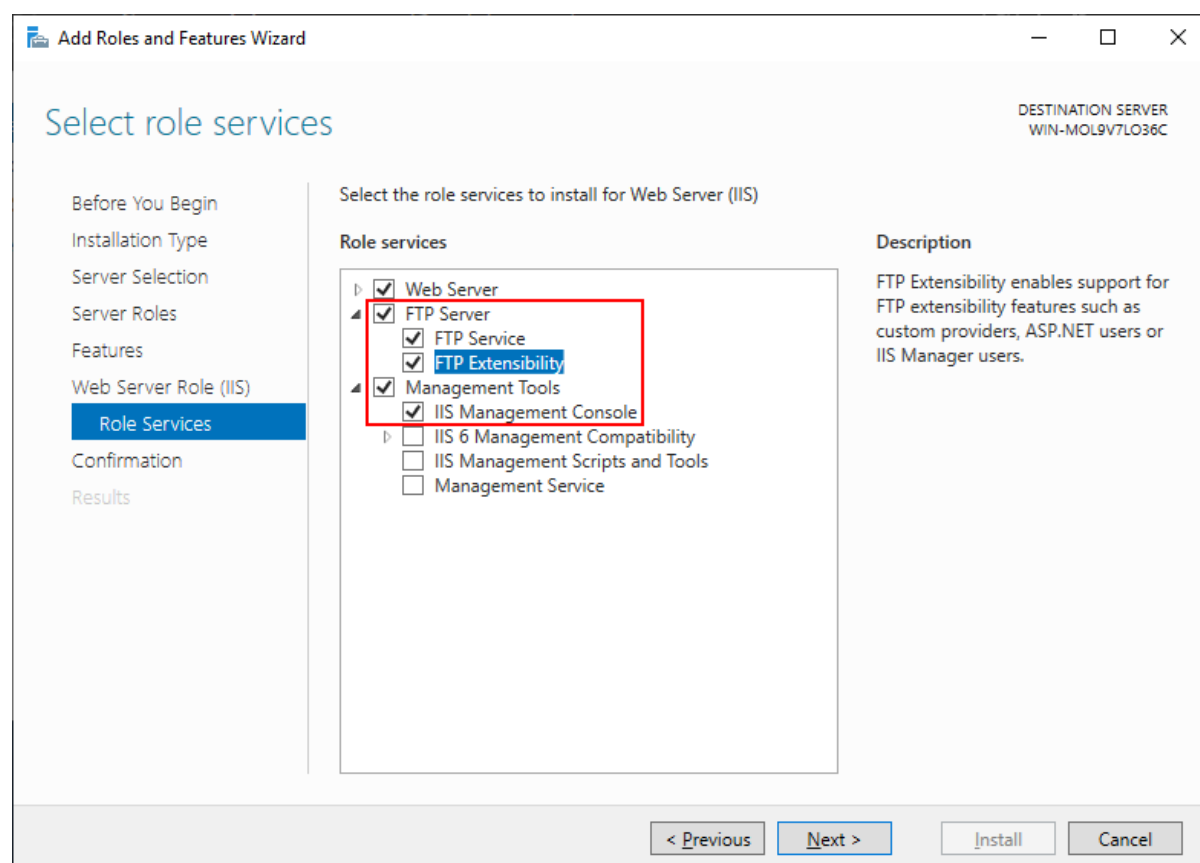 Add Roles and Features Wizard
Select role services
DESTINATION SERVER
WIN-MOL9V7LO36C
Before You Begin
Installation Type
Server Selection
Server Roles
Features
Web Server Role (IIS)
Role Services
Confirmation
Results
Select the role services to install for Web Server (IIS)
Role services
Web Server
FTP Server
FTP Service
FTP Extensibility
Management Tools
IIS Management Console
IIS 6 Management Compatibility
IIS Management Scripts and Tools
Management Service
Description
FTP Extensibility enables support for
FTP extensibility features such as
custom providers, ASP.NET users or
IIS Manager users.
< Previous
Next >
Install
Cancel